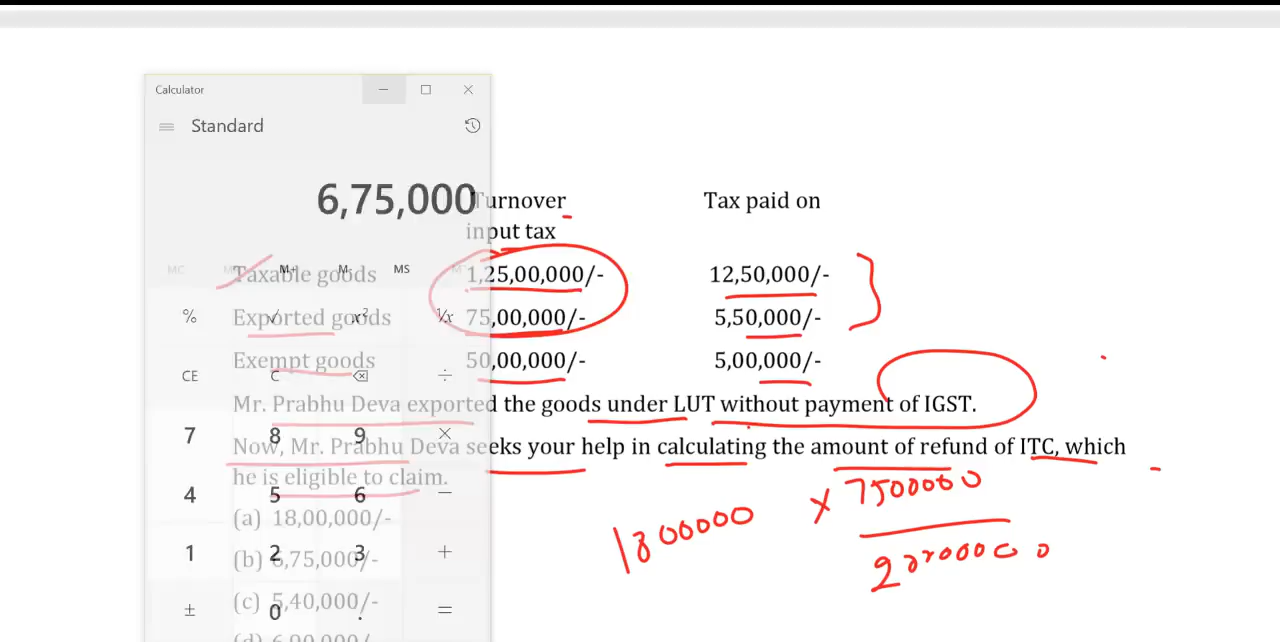 Calculator
Standard
6,75,000
Turnover Tax paid on
input tax
MC M+ M- MS
Taxable goods 1,25,00,000/- 12,50,000/-
% √ x² ¹/x
Exported goods 75,00,000/- 5,50,000/-
Exempt goods 50,00,000/- 5,00,000/-
CE C ÷
Mr. Prabhu Deva exported the goods under LUT without payment of IGST.
7 8 9 ×
Now, Mr. Prabhu Deva seeks your help in calculating the amount of refund of ITC, which
he is eligible to claim.
4 5 6 −
1800000 × 7500000
20000000
(a) 18,00,000/-
1 2 3 +
(b) 6,75,000/-
(c) 5,40,000/-
± 0 . =
(d) 6,90,000/